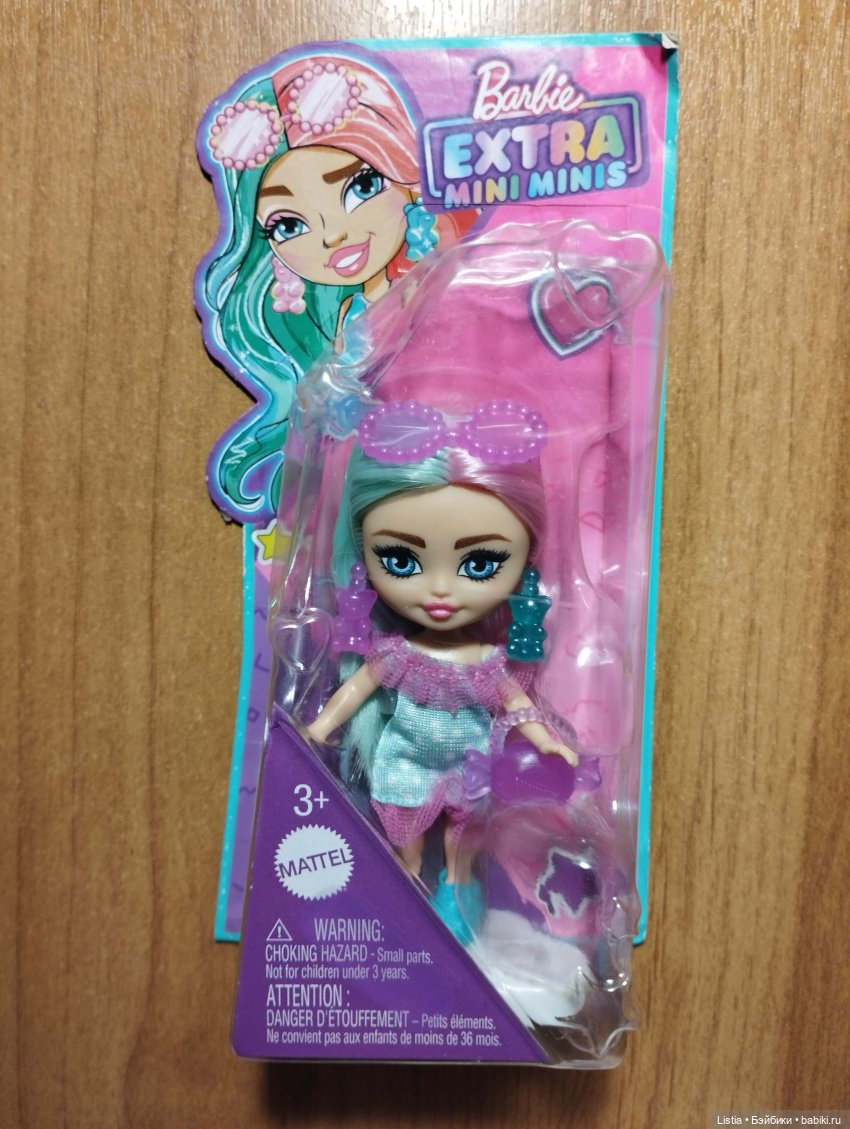 Barbie
EXTRA
MINI MINIS
3+
MATTEL
WARNING:
CHOKING HAZARD - Small parts.
Not for children under 3 years.
ATTENTION :
DANGER D'ÉTOUFFEMENT – Petits éléments.
Ne convient pas aux enfants de moins de 36 mois.
Listia • Бэйбики • babiki.ru